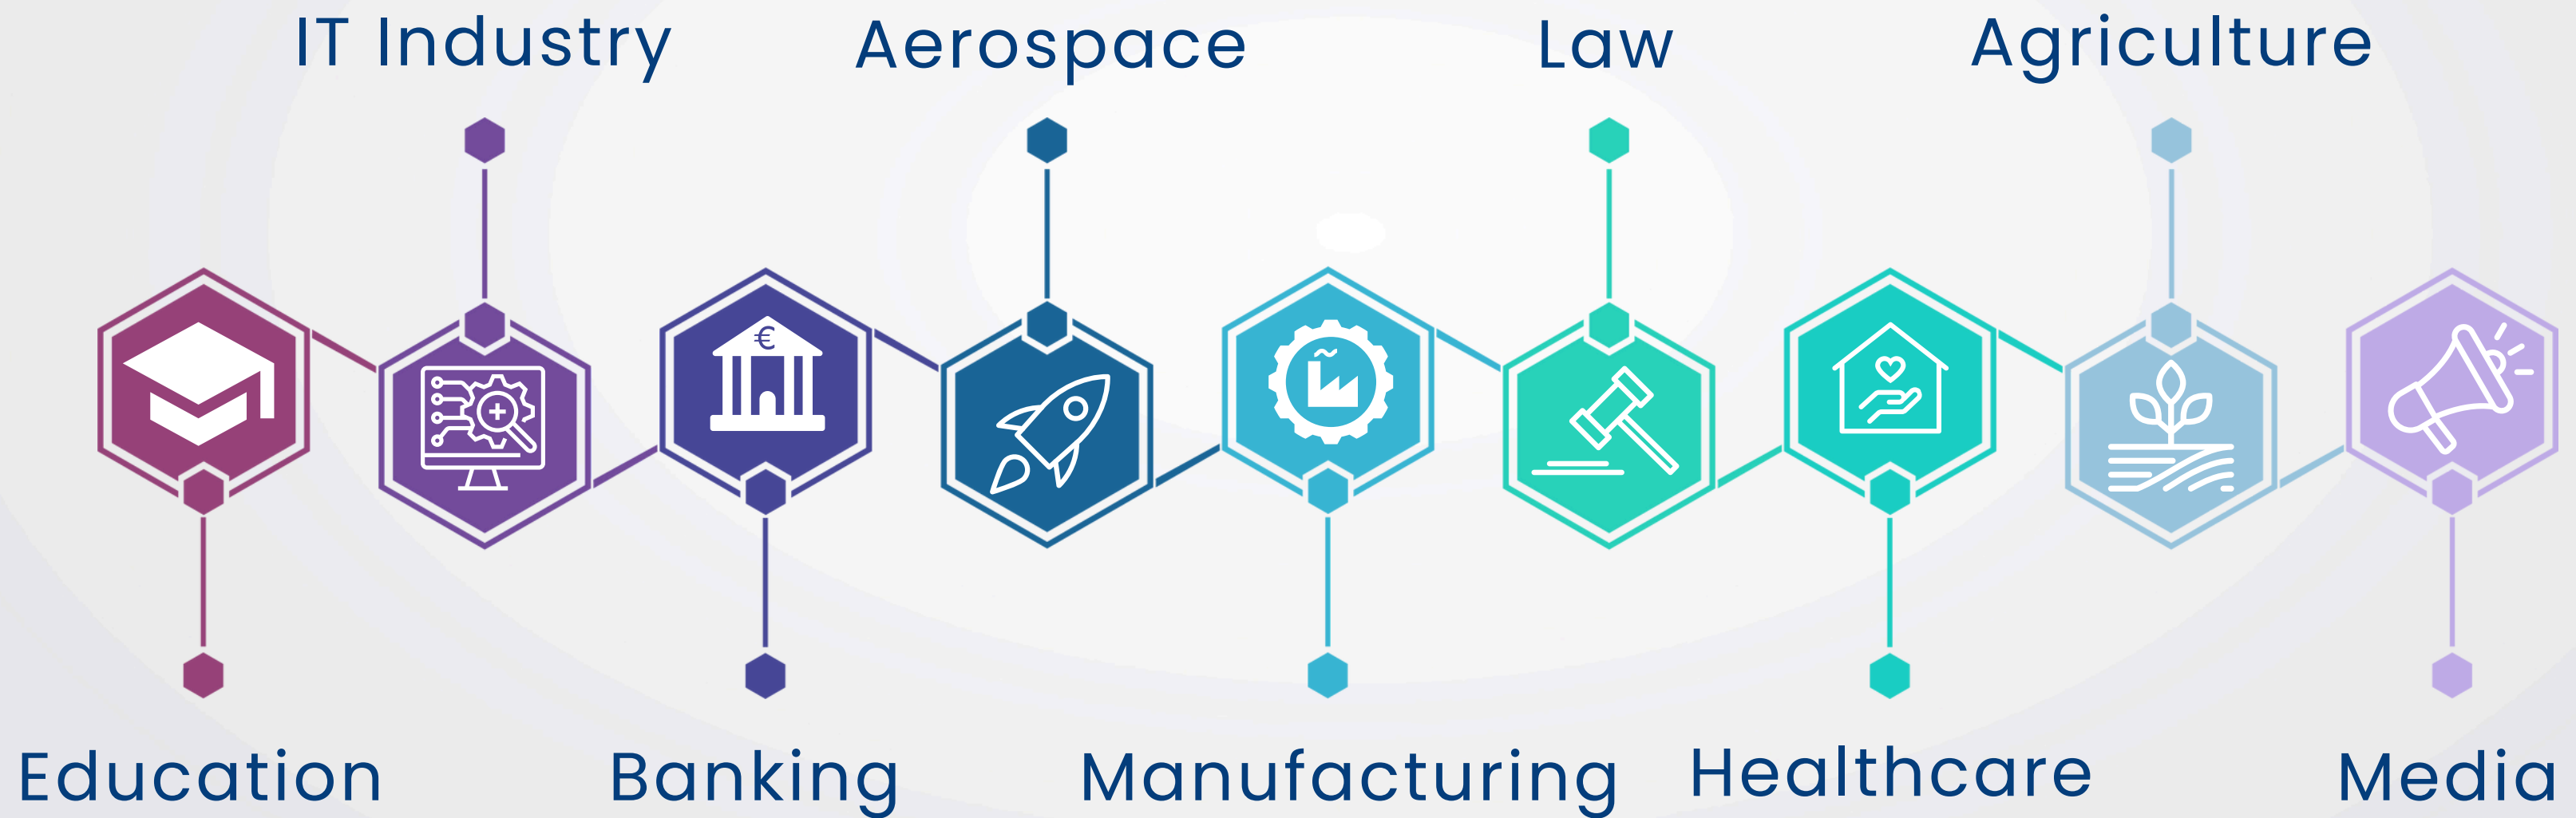 IT Industry
Aerospace
Law
Agriculture
€
Education
Banking
Manufacturing
Healthcare
Media